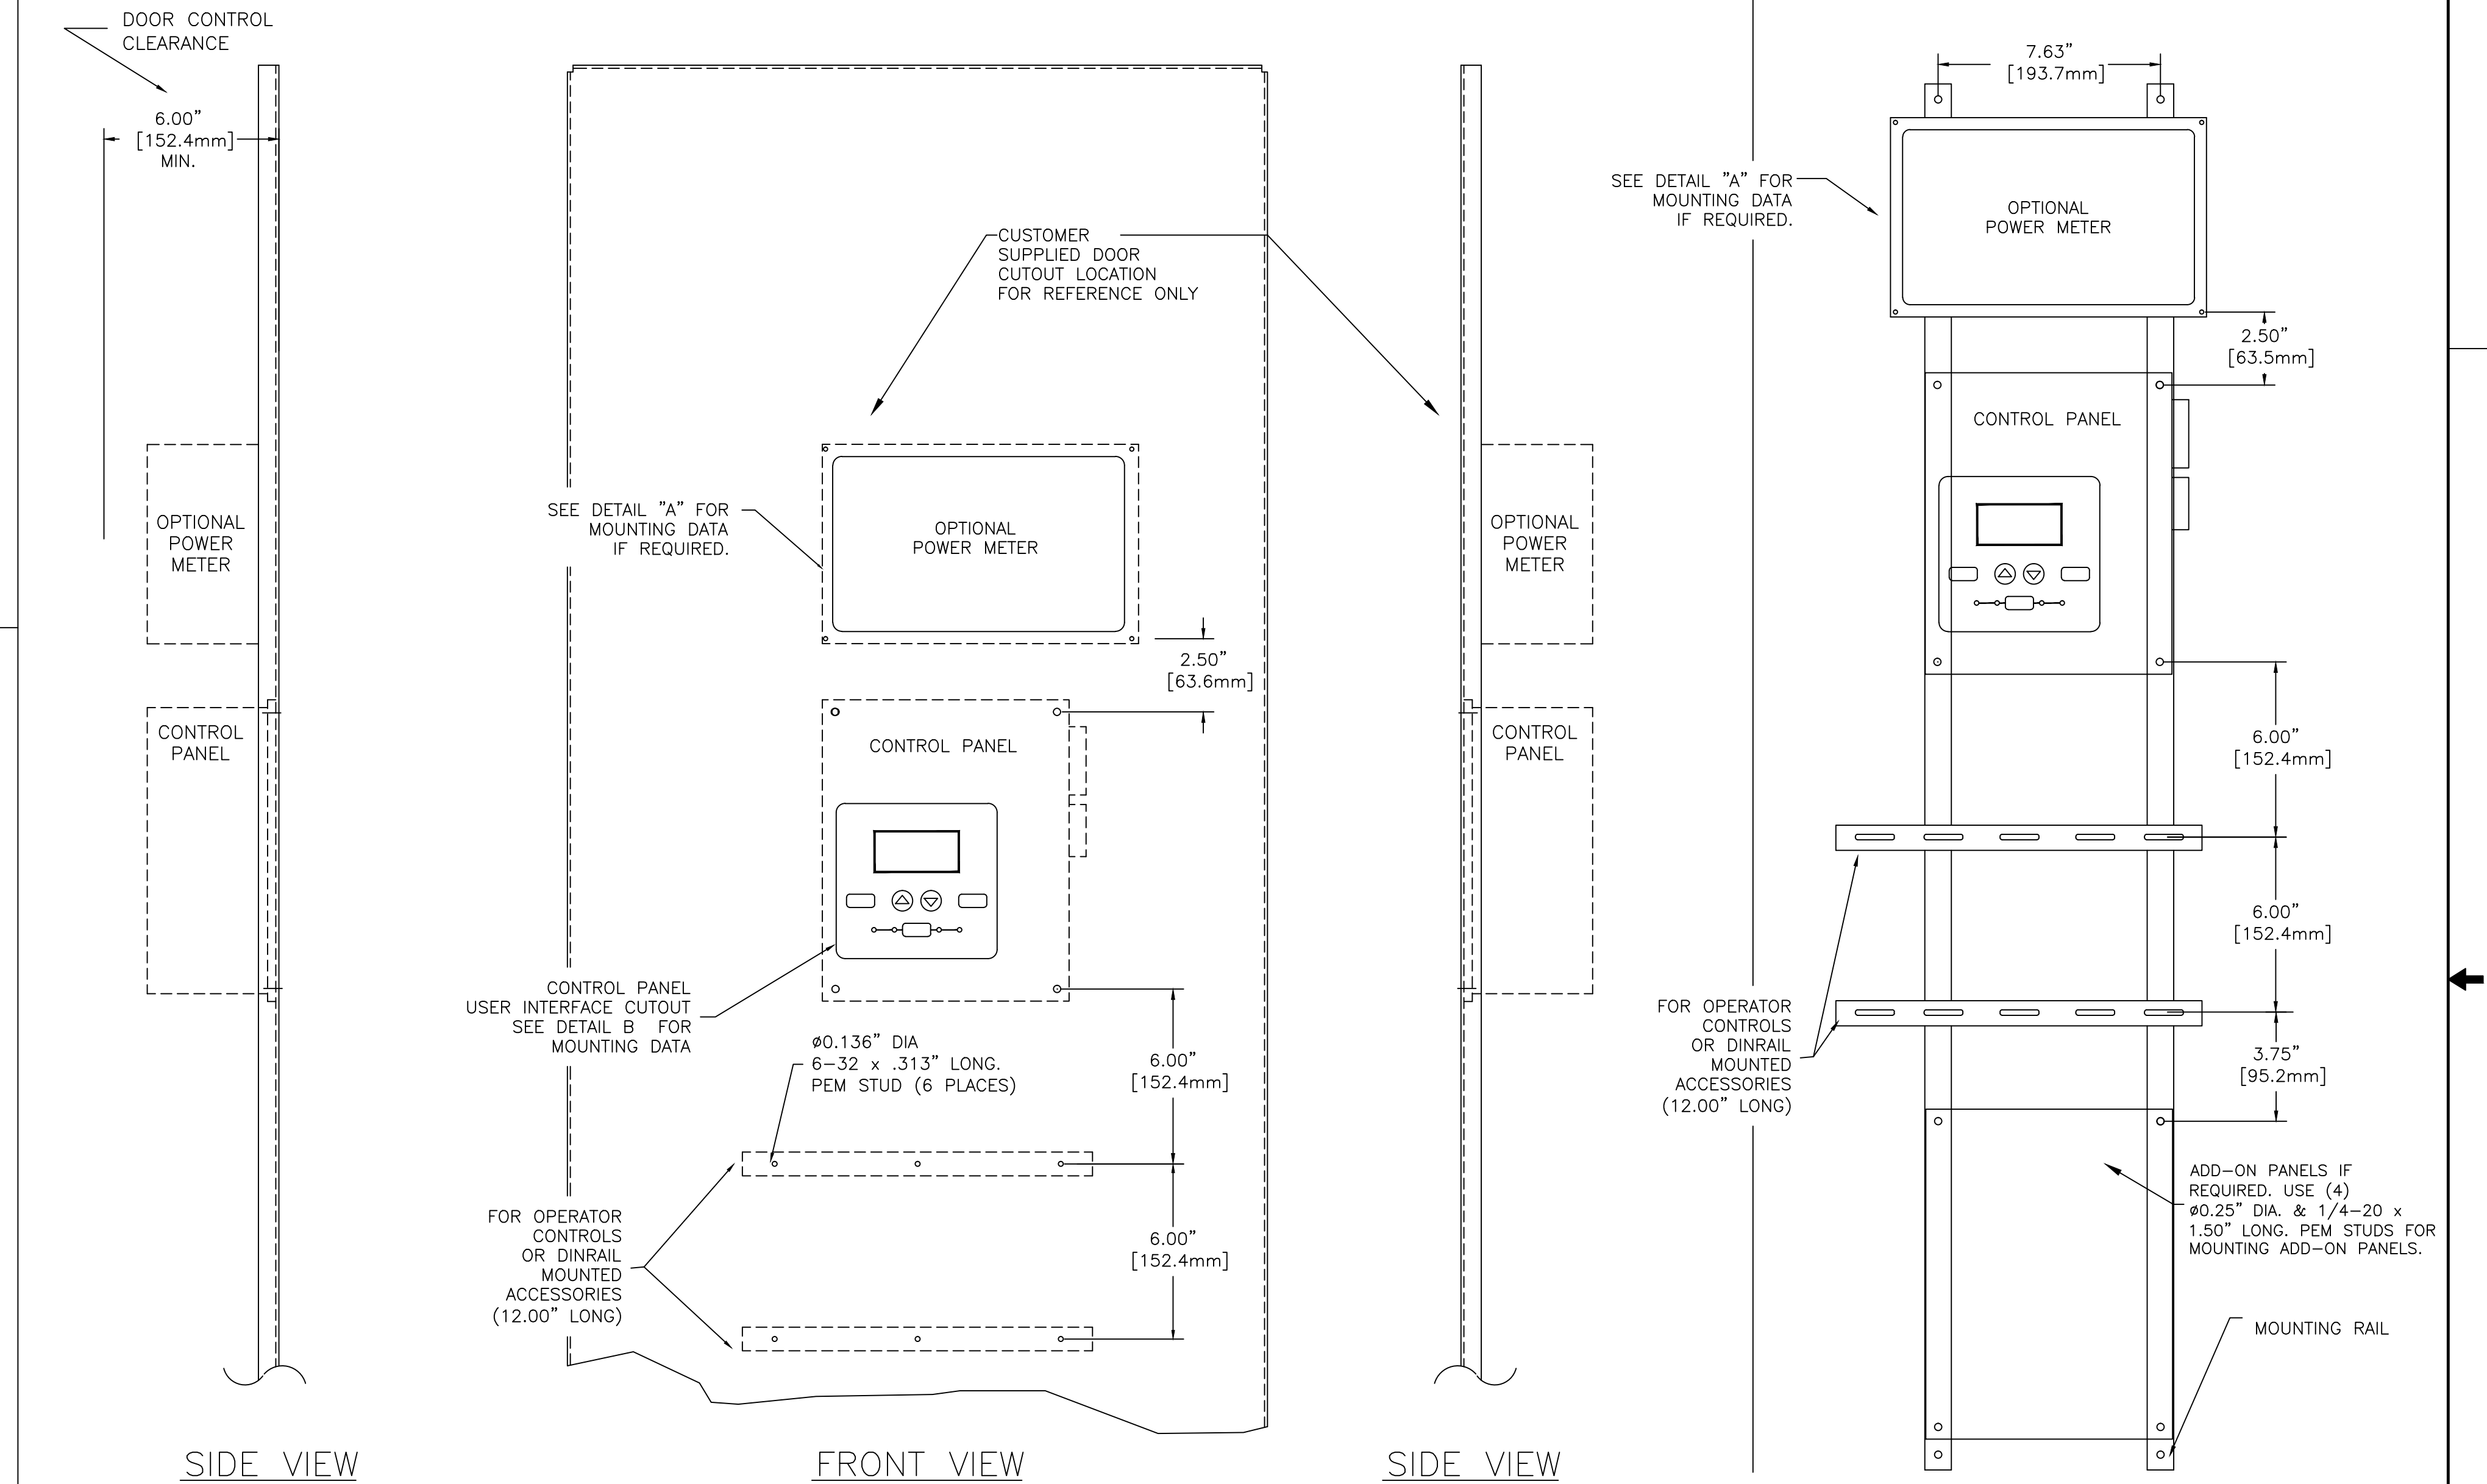 DOOR CONTROL
CLEARANCE
6.00"
[152.4mm]
MIN.
OPTIONAL
POWER
METER
CONTROL
PANEL
SIDE VIEW
CUSTOMER
SUPPLIED DOOR
CUTOUT LOCATION
FOR REFERENCE ONLY
SEE DETAIL "A" FOR
MOUNTING DATA
IF REQUIRED.
OPTIONAL
POWER METER
2.50"
[63.6mm]
CONTROL PANEL
CONTROL PANEL
USER INTERFACE CUTOUT
SEE DETAIL B FOR
MOUNTING DATA
ø0.136" DIA
6-32 x .313" LONG.
PEM STUD (6 PLACES)
6.00"
[152.4mm]
6.00"
[152.4mm]
FOR OPERATOR
CONTROLS
OR DINRAIL
MOUNTED
ACCESSORIES
(12.00" LONG)
FRONT VIEW
OPTIONAL
POWER
METER
CONTROL
PANEL
SIDE VIEW
7.63"
[193.7mm]
SEE DETAIL "A" FOR
MOUNTING DATA
IF REQUIRED.
OPTIONAL
POWER METER
2.50"
[63.5mm]
CONTROL PANEL
6.00"
[152.4mm]
6.00"
[152.4mm]
FOR OPERATOR
CONTROLS
OR DINRAIL
MOUNTED
ACCESSORIES
(12.00" LONG)
3.75"
[95.2mm]
ADD-ON PANELS IF
REQUIRED. USE (4)
ø0.25" DIA. & 1/4-20 x
1.50" LONG. PEM STUDS FOR
MOUNTING ADD-ON PANELS.
MOUNTING RAIL